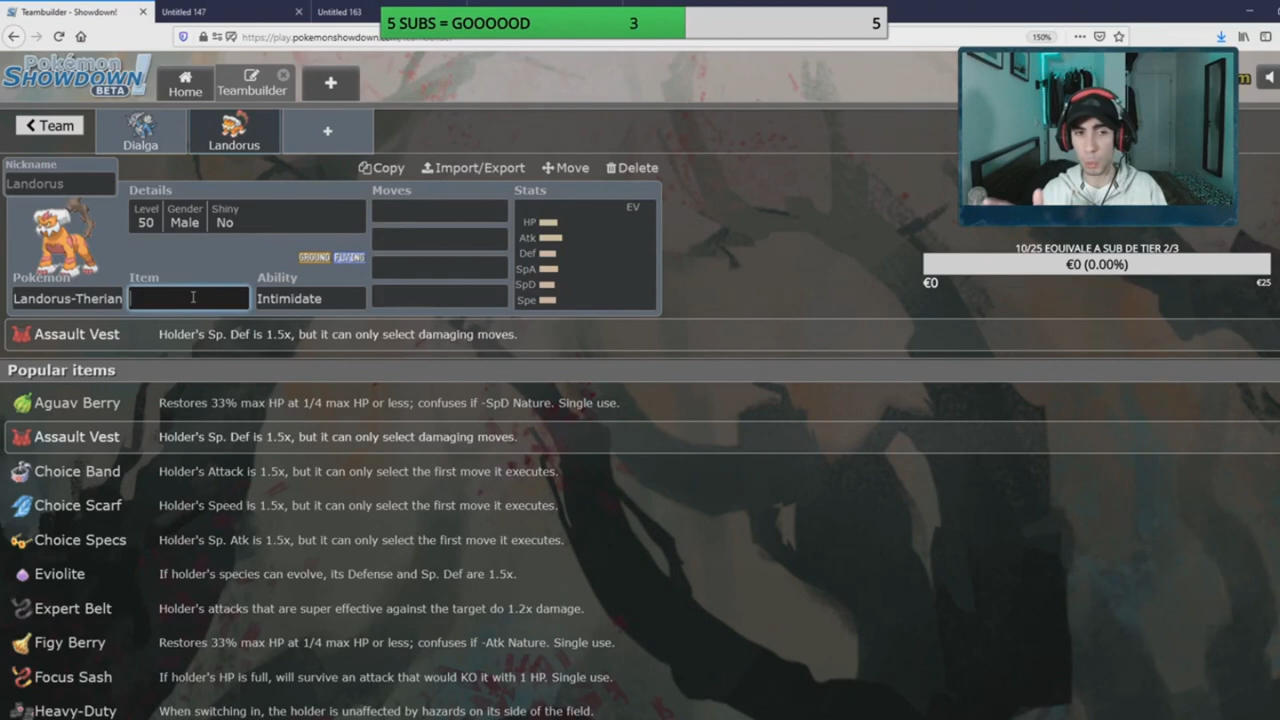 Teambuilder - Showdown!
Untitled 147
Untitled 163
5 SUBS = GOOOOOD 3 5
https://play.pokemonshowdown.
150%
Pokémon
SHOWDOWN!
BETA
Home
Teambuilder
Team
Dialga
Landorus
Nickname
Landorus
Copy
Import/Export
Move
Delete
Details
Moves
Stats
Level
Gender
Shiny
50
Male
No
EV
HP
Atk
Def
SpA
SpD
Spe
GROUND
FLYING
Pokémon
Item
Ability
Landorus-Therian
Intimidate
10/25 EQUIVALE A SUB DE TIER 2/3
€0 (0.00%)
€0
€25
Assault Vest Holder's Sp. Def is 1.5x, but it can only select damaging moves.
Popular items
Aguav Berry Restores 33% max HP at 1/4 max HP or less; confuses if -SpD Nature. Single use.
Assault Vest Holder's Sp. Def is 1.5x, but it can only select damaging moves.
Choice Band Holder's Attack is 1.5x, but it can only select the first move it executes.
Choice Scarf Holder's Speed is 1.5x, but it can only select the first move it executes.
Choice Specs Holder's Sp. Atk is 1.5x, but it can only select the first move it executes.
Eviolite If holder's species can evolve, its Defense and Sp. Def are 1.5x.
Expert Belt Holder's attacks that are super effective against the target do 1.2x damage.
Figy Berry Restores 33% max HP at 1/4 max HP or less; confuses if -Atk Nature. Single use.
Focus Sash If holder's HP is full, will survive an attack that would KO it with 1 HP. Single use.
Heavy-Duty When switching in, the holder is unaffected by hazards on its side of the field.